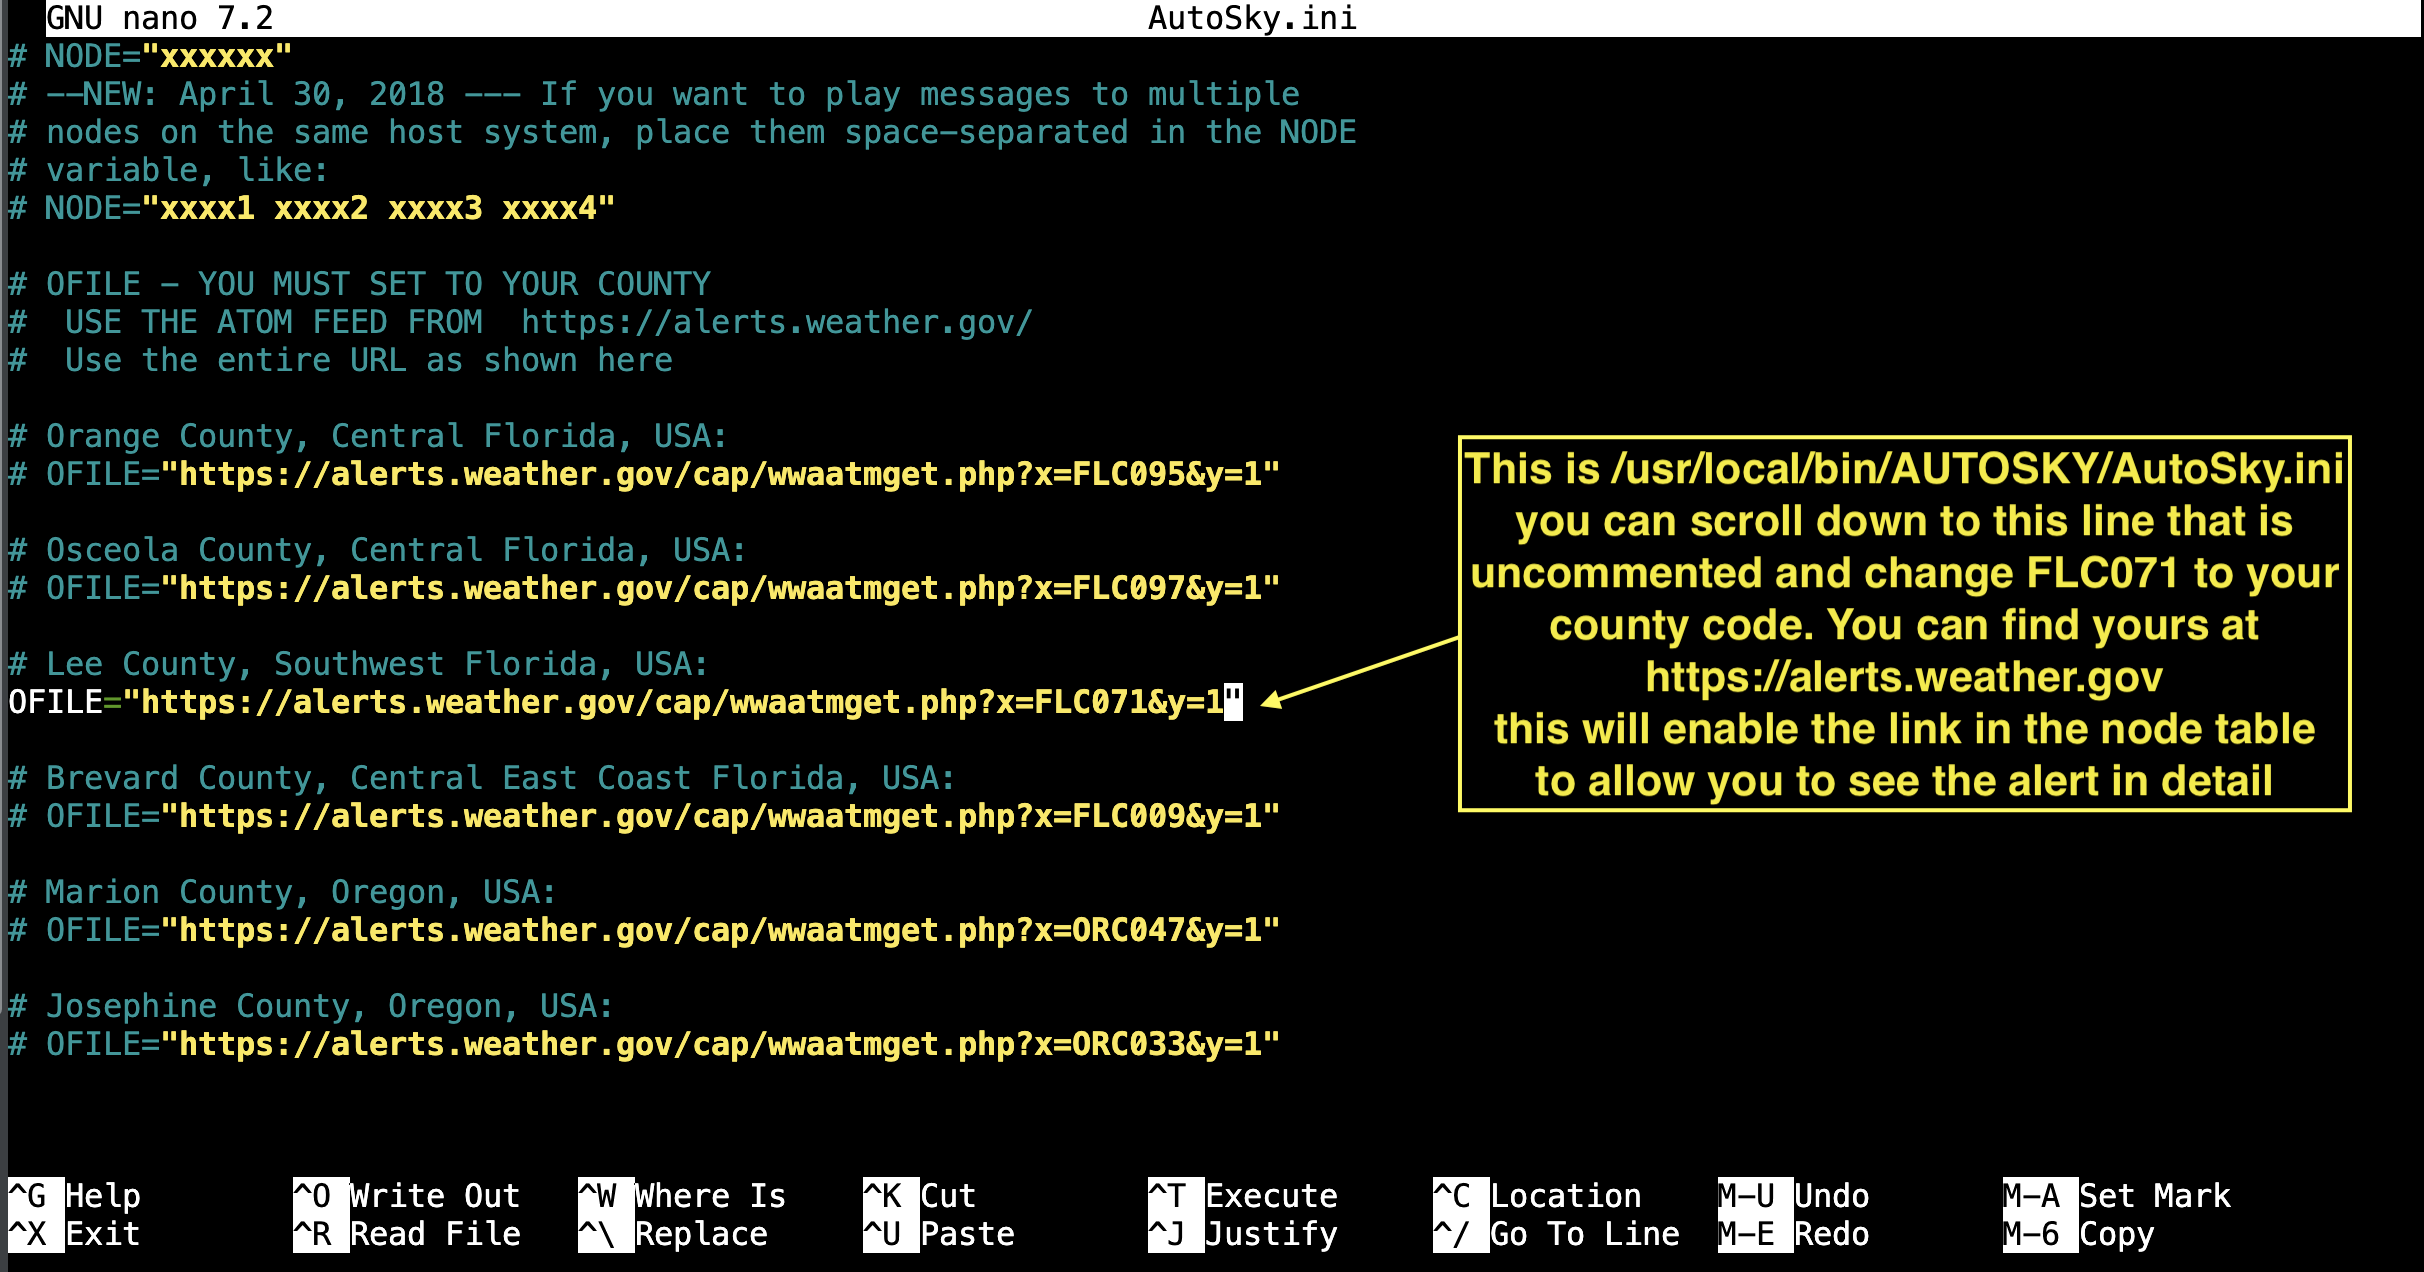 GNU nano 7.2 AutoSky.ini
# NODE="xxxxxx"
# --NEW: April 30, 2018 --- If you want to play messages to multiple
# nodes on the same host system, place them space-separated in the NODE
# variable, like:
# NODE="xxxx1 xxxx2 xxxx3 xxxx4"
# OFILE - YOU MUST SET TO YOUR COUNTY
#  USE THE ATOM FEED FROM  https://alerts.weather.gov/
#  Use the entire URL as shown here
# Orange County, Central Florida, USA:
# OFILE="https://alerts.weather.gov/cap/wwaatmget.php?x=FLC095&y=1"
# Osceola County, Central Florida, USA:
# OFILE="https://alerts.weather.gov/cap/wwaatmget.php?x=FLC097&y=1"
# Lee County, Southwest Florida, USA:
OFILE="https://alerts.weather.gov/cap/wwaatmget.php?x=FLC071&y=1"
# Brevard County, Central East Coast Florida, USA:
# OFILE="https://alerts.weather.gov/cap/wwaatmget.php?x=FLC009&y=1"
# Marion County, Oregon, USA:
# OFILE="https://alerts.weather.gov/cap/wwaatmget.php?x=ORC047&y=1"
# Josephine County, Oregon, USA:
# OFILE="https://alerts.weather.gov/cap/wwaatmget.php?x=ORC033&y=1"
This is /usr/local/bin/AUTOSKY/AutoSky.ini
you can scroll down to this line that is
uncommented and change FLC071 to your
county code. You can find yours at
https://alerts.weather.gov
this will enable the link in the node table
to allow you to see the alert in detail
^G Help ^O Write Out ^W Where Is ^K Cut ^T Execute ^C Location M-U Undo M-A Set Mark
^X Exit ^R Read File ^\ Replace ^U Paste ^J Justify ^/ Go To Line M-E Redo M-6 Copy